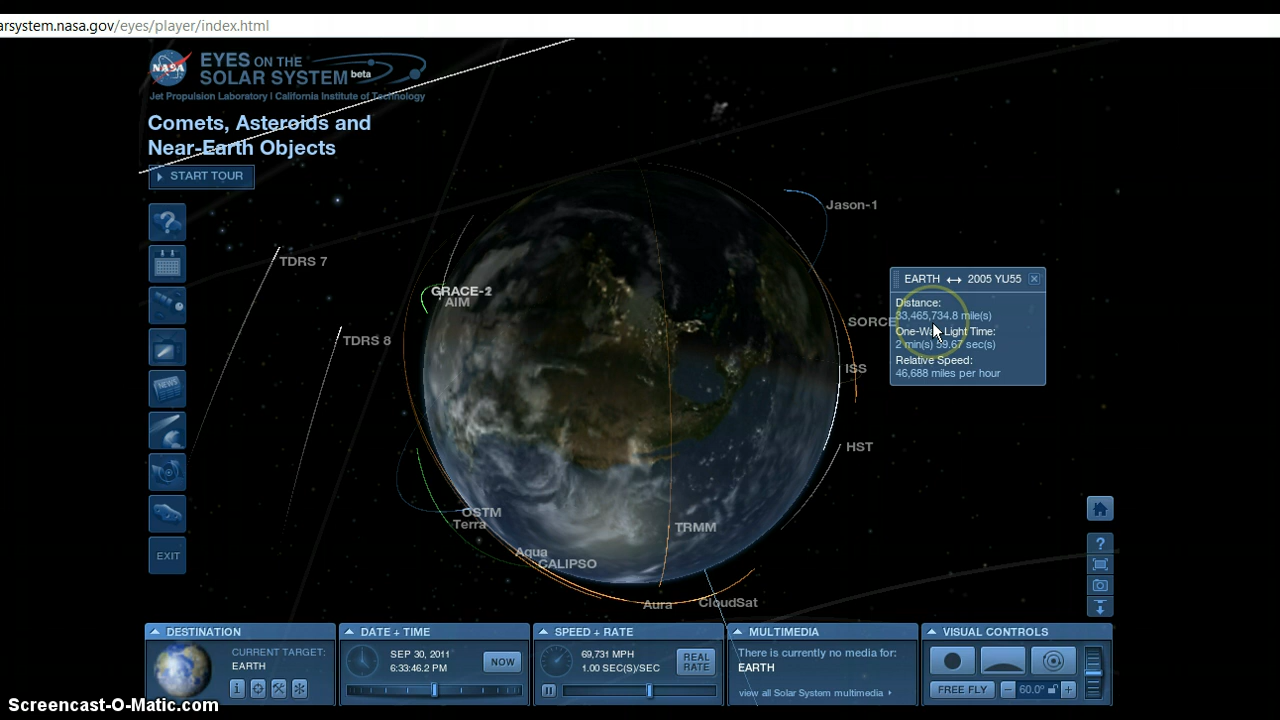 arsystem.nasa.gov/eyes/player/index.html
NASA
EYES ON THE
SOLAR SYSTEM beta
Jet Propulsion Laboratory | California Institute of Technology
Comets, Asteroids and
Near-Earth Objects
START TOUR
Jason-1
TDRS 7
EARTH ↔ 2005 YU55
GRACE-2
AIM
Distance:
33,465,734.8 mile(s)
SORCE
One-Way Light Time:
2 min(s) 59.67 sec(s)
TDRS 8
Relative Speed:
ISS
46,688 miles per hour
NEWS
HST
OSTM
Terra
TRMM
Aqua
CALIPSO
EXIT
?
Aura
CloudSat
DESTINATION
CURRENT TARGET:
EARTH
DATE + TIME
SEP 30, 2011
6:33:46.2 PM
NOW
SPEED + RATE
69,731 MPH
1.00 SEC(S)/SEC
REAL
RATE
MULTIMEDIA
There is currently no media for:
EARTH
view all Solar System multimedia
VISUAL CONTROLS
FREE FLY
60.0°
Screencast-O-Matic.com